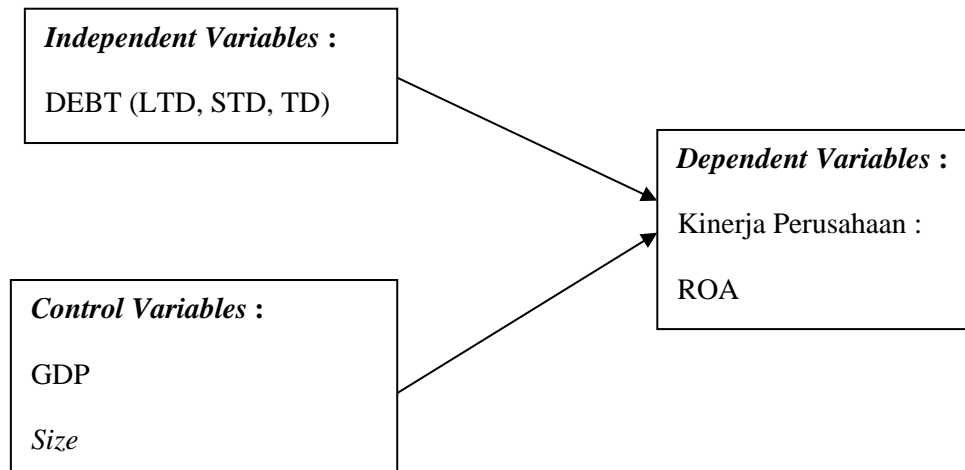 Independent Variables :
DEBT (LTD, STD, TD)
Dependent Variables :
Kinerja Perusahaan :
ROA
Control Variables :
GDP
Size